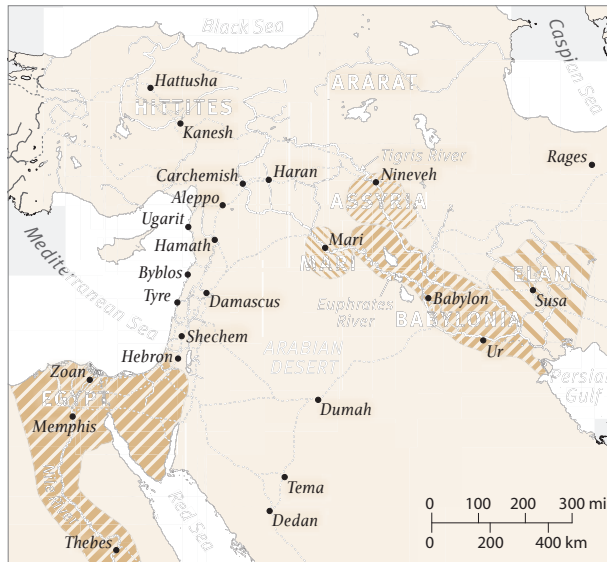 Black Sea
Caspian Sea
Hattusha
HITTITES
ARARAT
Kanesh
Tigris River
Rages
Carchemish
Haran
Nineveh
Aleppo
ASSYRIA
Ugarit
Hamath
Mari
MARI
Mediterranean Sea
Byblos
ELAM
Tyre
Damascus
Euphrates
River
Babylon
Susa
BABYLONIA
Shechem
Ur
Hebron
ARABIAN
DESERT
Zoan
Persian
Gulf
EGYPT
Dumah
Memphis
Tema
Red Sea
Dedan
0 100 200 300 mi
0 200 400 km
Thebes